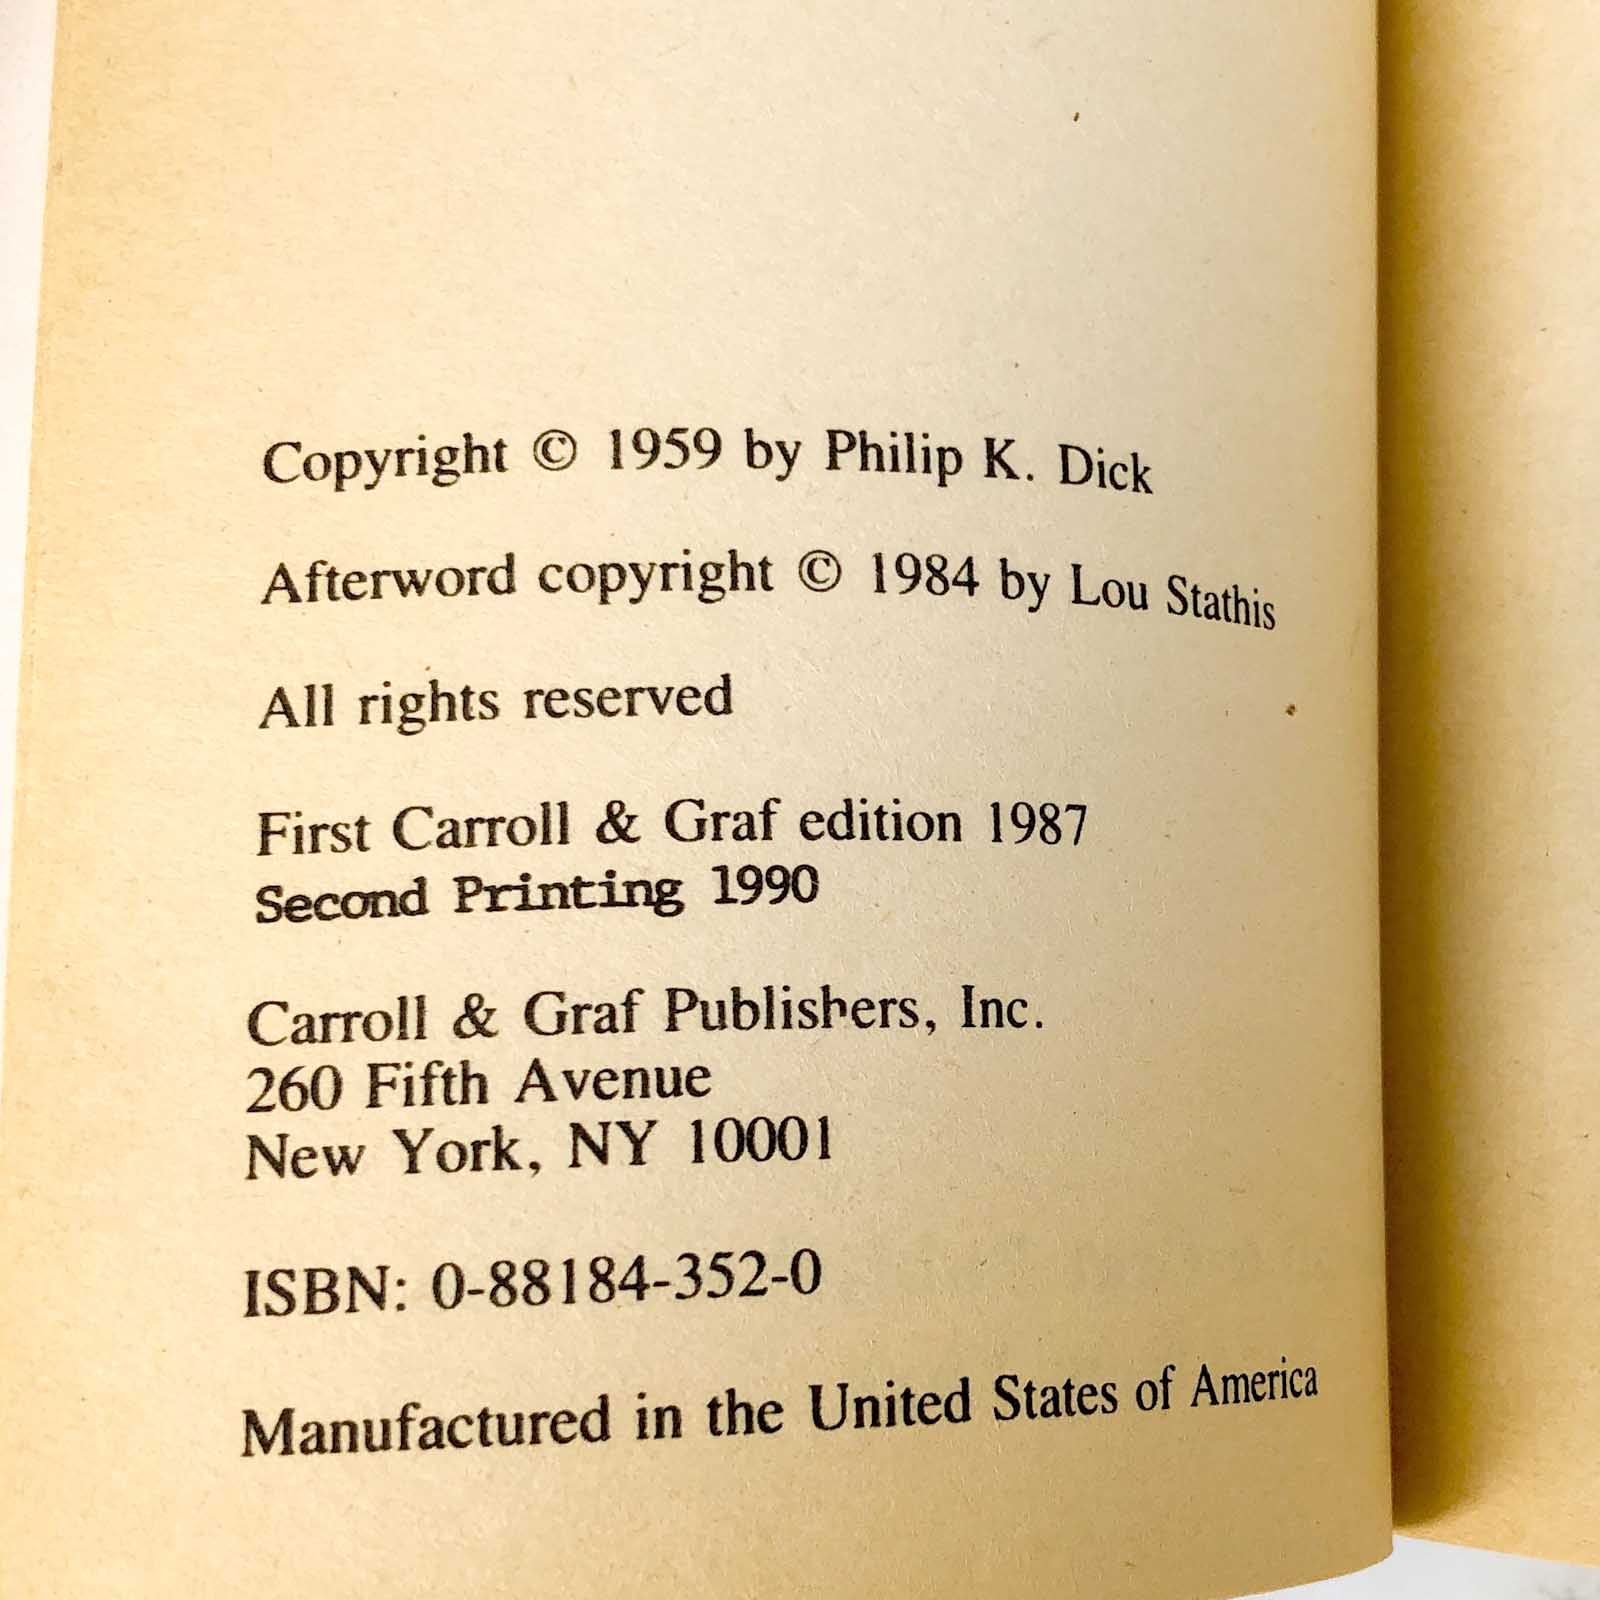 Copyright © 1959 by Philip K. Dick
Afterword copyright © 1984 by Lou Stathis
All rights reserved
First Carroll & Graf edition 1987
Second Printing 1990
Carroll & Graf Publishers, Inc.
260 Fifth Avenue
New York, NY 10001
ISBN: 0-88184-352-0
Manufactured in the United States of America